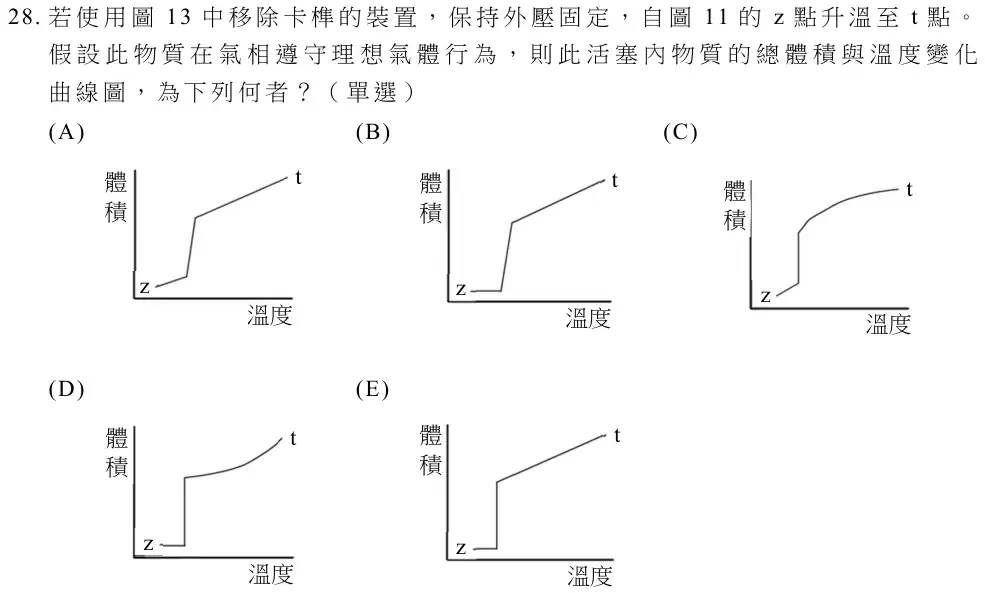 28. 若使用圖 13 中移除卡榫的裝置，保持外壓固定，自圖 11 的 z 點升溫至 t 點。
假設此物質在氣相遵守理想氣體行為，則此活塞內物質的總體積與溫度變化
曲線圖，為下列何者？（單選）
(A) (B) (C)
體積 t z 溫度
體積 t z 溫度
體積 t z 溫度
(D) (E)
體積 t z 溫度
體積 t z 溫度